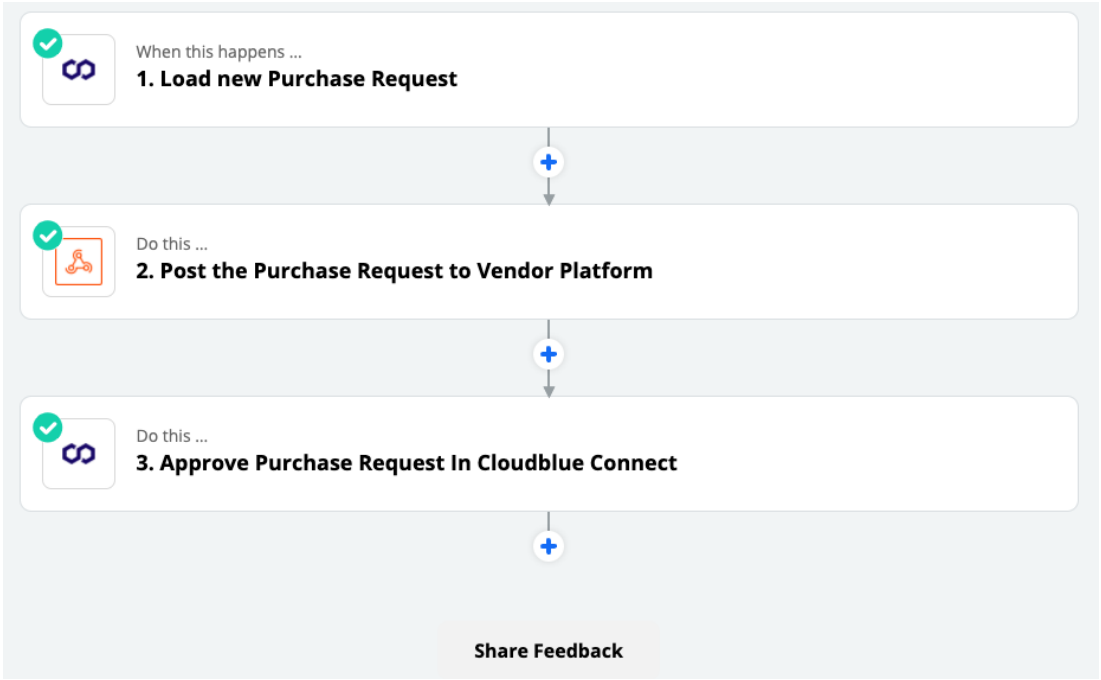 When this happens ...
1. Load new Purchase Request
Do this ...
2. Post the Purchase Request to Vendor Platform
Do this ...
3. Approve Purchase Request In Cloudblue Connect
Share Feedback